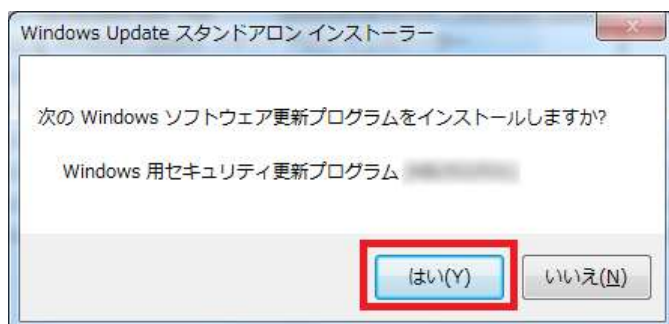 Windows Update スタンドアロン インストーラー
次の Windows ソフトウェア更新プログラムをインストールしますか?
Windows 用セキュリティ更新プログラム
はい(Y)
いいえ(N)